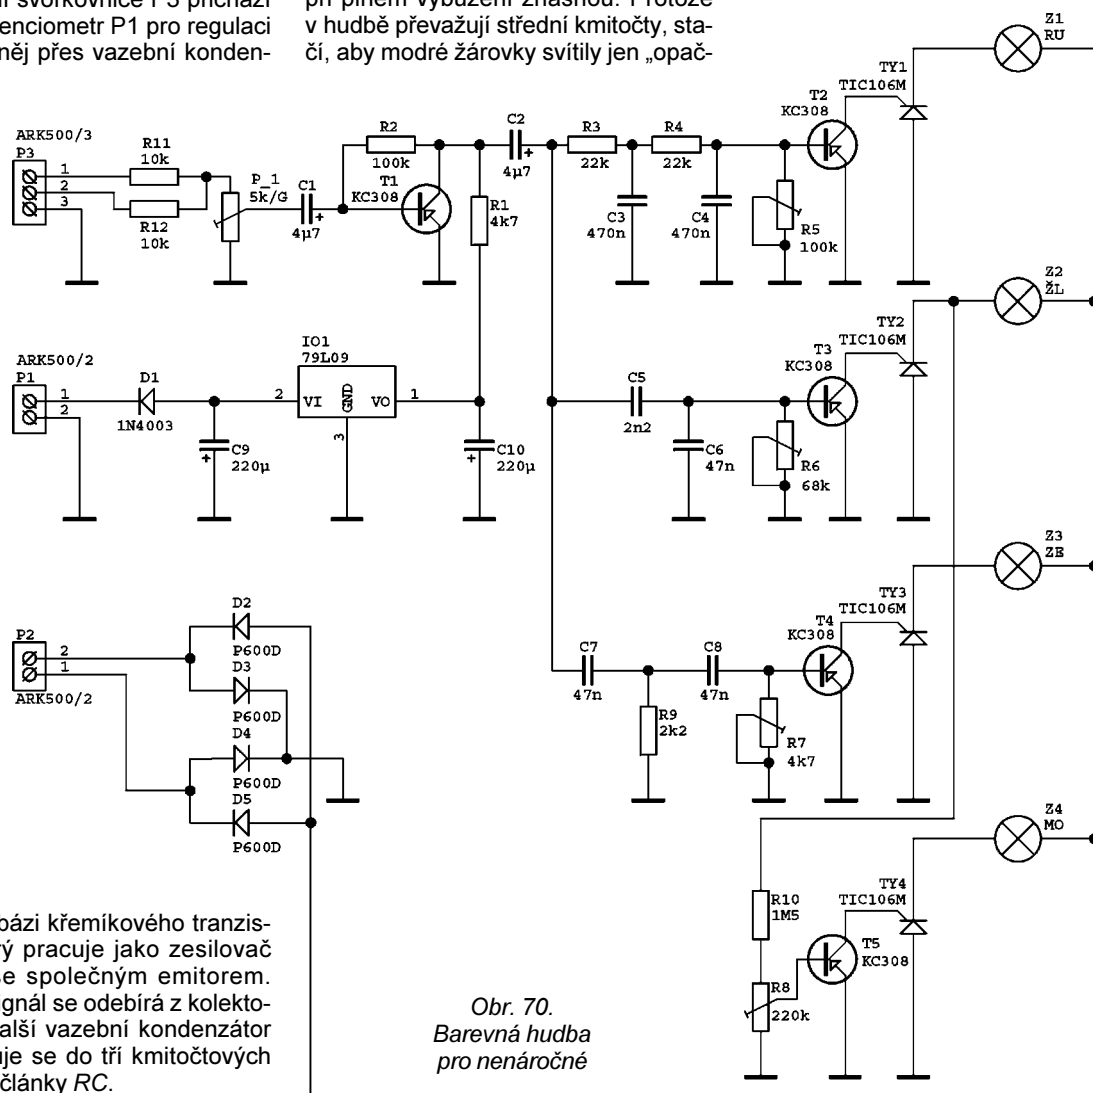 ní svorkovnice P3 přichází
enciometr P1 pro regulaci
něj přes vazební konden-
při plném vybuzení zhasnou. Protože
v hudbě převažují střední kmitočty, sta-
čí, aby modré žárovky svítily jen „opač-
Z1
RU
TY1
TIC106M
T2
KC308
ARK500/3
P3
1
2
3
R11
10k
R12
10k
P_1
5k/G
C1
+
4µ7
R2
100k
T1
KC308
R1
4k7
C2
+
4µ7
R3
22k
R4
22k
C3
470n
C4
470n
R5
100k
Z2
ŽL
TY2
TIC106M
T3
KC308
ARK500/2
P1
1
2
D1
1N4003
C9
+
220µ
IO1
79L09
2
VI
GND
VO
1
3
C10
+
220µ
C5
2n2
C6
47n
R6
68k
Z3
ZE
TY3
TIC106M
T4
KC308
P2
2
1
ARK500/2
D2
P600D
D3
P600D
D4
P600D
D5
P600D
C7
47n
C8
47n
R9
2k2
R7
4k7
Z4
MO
TY4
TIC106M
T5
KC308
R10
1M5
R8
220k
bázi křemíkového tranzis-
rý pracuje jako zesilovač
se společným emitorem.
ignál se odebírá z kolekto-
alší vazební kondenzátor
uje se do tří kmitočtových
články RC.
Obr. 70.
Barevná hudba
pro nenáročné